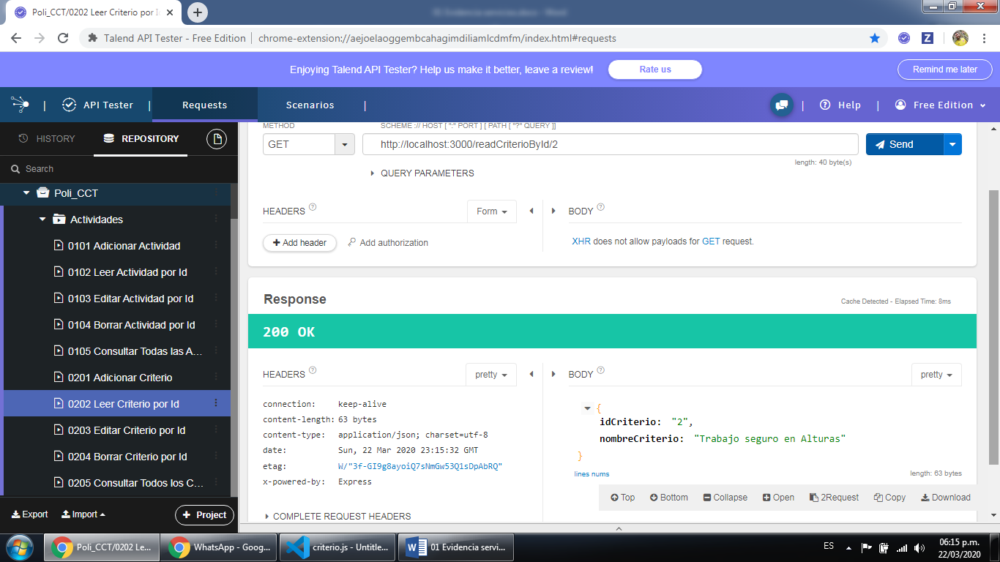 Poli_CCT/0202 Leer Criterio por I
Talend API Tester - Free Edition | chrome-extension://aejoelaoggembcahagimdiliamlcdmfm/index.html#requests
Enjoying Talend API Tester? Help us make it better, leave a review!
Rate us
Remind me later
API Tester
Requests
Scenarios
Help
Free Edition
HISTORY
REPOSITORY
Search
Poli_CCT
Actividades
0101 Adicionar Actividad
0102 Leer Actividad por Id
0103 Editar Actividad por Id
0104 Borrar Actividad por Id
0105 Consultar Todas las A...
0201 Adicionar Criterio
0202 Leer Criterio por Id
0203 Editar Criterio por Id
0204 Borrar Criterio por Id
0205 Consultar Todos los C...
Export
Import
+ Project
METHOD
SCHEME :// HOST [ ":" PORT ] [ PATH [ "?" QUERY ]]
GET
http://localhost:3000/readCriterioById/2
Send
length: 40 byte(s)
QUERY PARAMETERS
HEADERS
Form
BODY
+ Add header
Add authorization
XHR does not allow payloads for GET request.
Response
Cache Detected - Elapsed Time: 8ms
200 OK
HEADERS
pretty
connection: keep-alive
content-length: 63 bytes
content-type: application/json; charset=utf-8
date: Sun, 22 Mar 2020 23:15:32 GMT
etag: W/"3f-GI9g8ayoiQ7sNmGw53Q1sDpAbRQ"
x-powered-by: Express
COMPLETE REQUEST HEADERS
BODY
pretty
{
idCriterio: "2",
nombreCriterio: "Trabajo seguro en Alturas"
}
lines nums
length: 63 bytes
Top
Bottom
Collapse
Open
2Request
Copy
Download
Poli_CCT/0202 Le...
WhatsApp - Goog...
criterio.js - Untitle...
01 Evidencia servi...
ES
06:15 p.m.
22/03/2020